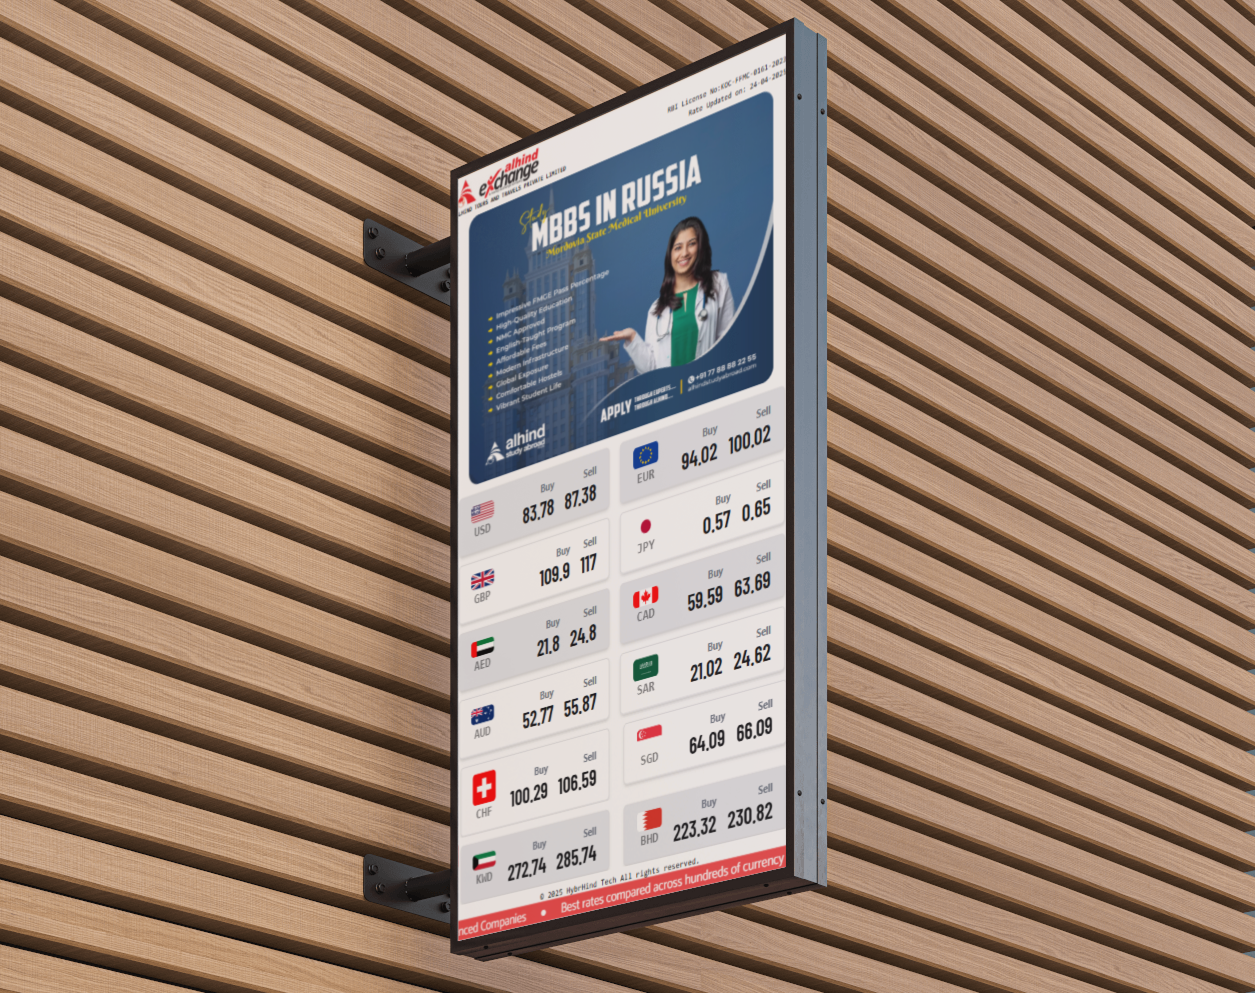 RBI License No:KOC-FFMC-0161-202
Rate Updated on: 24-04-202
alhind
exchange
TOURS AND TRAVELS PRIVATE LIMITED
Study
MBBS IN RUSSIA
Mordovia State Medical University
Impressive FMGE Pass Percentage
High-Quality Education
NMC Approved
English-Taught Program
Affordable Fees
Modern Infrastructure
Global Exposure
Comfortable Hostels
Vibrant Student Life
APPLY
THROUGH EXPERTS...
+91 77 88 88 22 55
alhindstudyabroad.com
alhind
study abroad
USD Buy Sell
83.78 87.38
EUR Buy Sell
94.02 100.02
GBP Buy Sell
109.9 117
JPY Buy Sell
0.57 0.65
AED Buy Sell
21.8 24.8
CAD Buy Sell
59.59 63.69
AUD Buy Sell
52.77 55.87
SAR Buy Sell
21.02 24.62
CHF Buy Sell
100.29 106.59
SGD Buy Sell
64.09 66.09
KWD Buy Sell
272.74 285.74
BHD Buy Sell
223.32 230.82
© 2025 HybrHind Tech All rights reserved.
nced Companies • Best rates compared across hundreds of currency